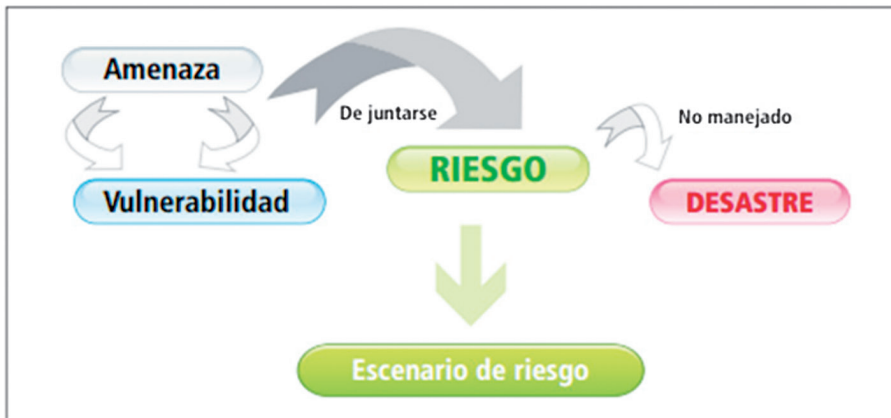 Amenaza
De juntarse
No manejado
RIESGO
Vulnerabilidad
DESASTRE
Escenario de riesgo